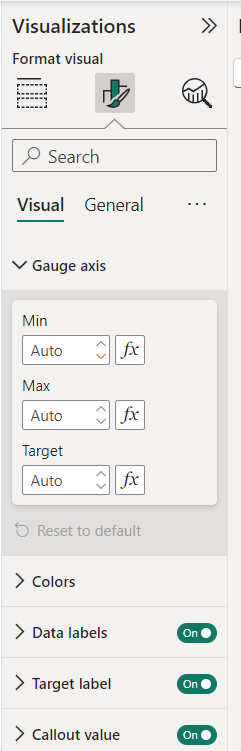 Visualizations
Format visual
Search
Visual General ...
Gauge axis
Min
Auto fx
Max
Auto fx
Target
Auto fx
Reset to default
Colors
Data labels On
Target label On
Callout value On